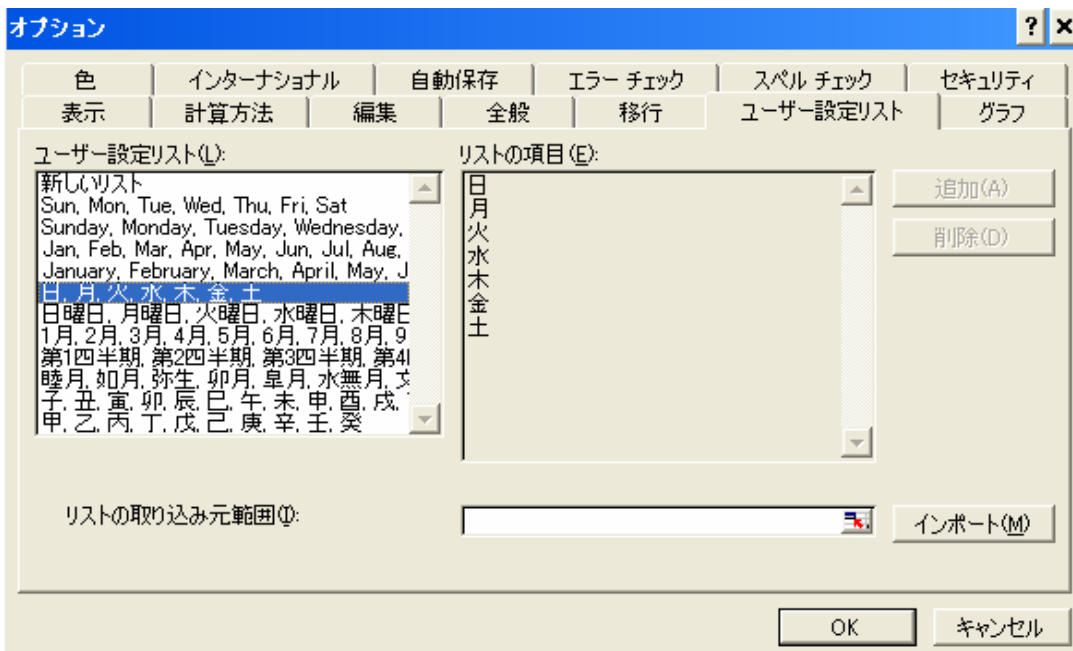 オプション
色 インターナショナル 自動保存 エラー チェック スペル チェック セキュリティ
表示 計算方法 編集 全般 移行 ユーザー設定リスト グラフ
ユーザー設定リスト(L):
新しいリスト
Sun, Mon, Tue, Wed, Thu, Fri, Sat
Sunday, Monday, Tuesday, Wednesday,
Jan, Feb, Mar, Apr, May, Jun, Jul, Aug,
January, February, March, April, May, J
日, 月, 火, 水, 木, 金, 土
日曜日, 月曜日, 火曜日, 水曜日, 木曜日
1月, 2月, 3月, 4月, 5月, 6月, 7月, 8月, 9
第1四半期, 第2四半期, 第3四半期, 第4
睦月, 如月, 弥生, 卯月, 皐月, 水無月, 文
子, 丑, 寅, 卯, 辰, 巳, 午, 未, 申, 酉, 戌,
甲, 乙, 丙, 丁, 戊, 己, 庚, 辛, 壬, 癸
リストの項目(E):
日
月
火
水
木
金
土
追加(A)
削除(D)
リストの取り込み元範囲(I):
インポート(M)
OK
キャンセル